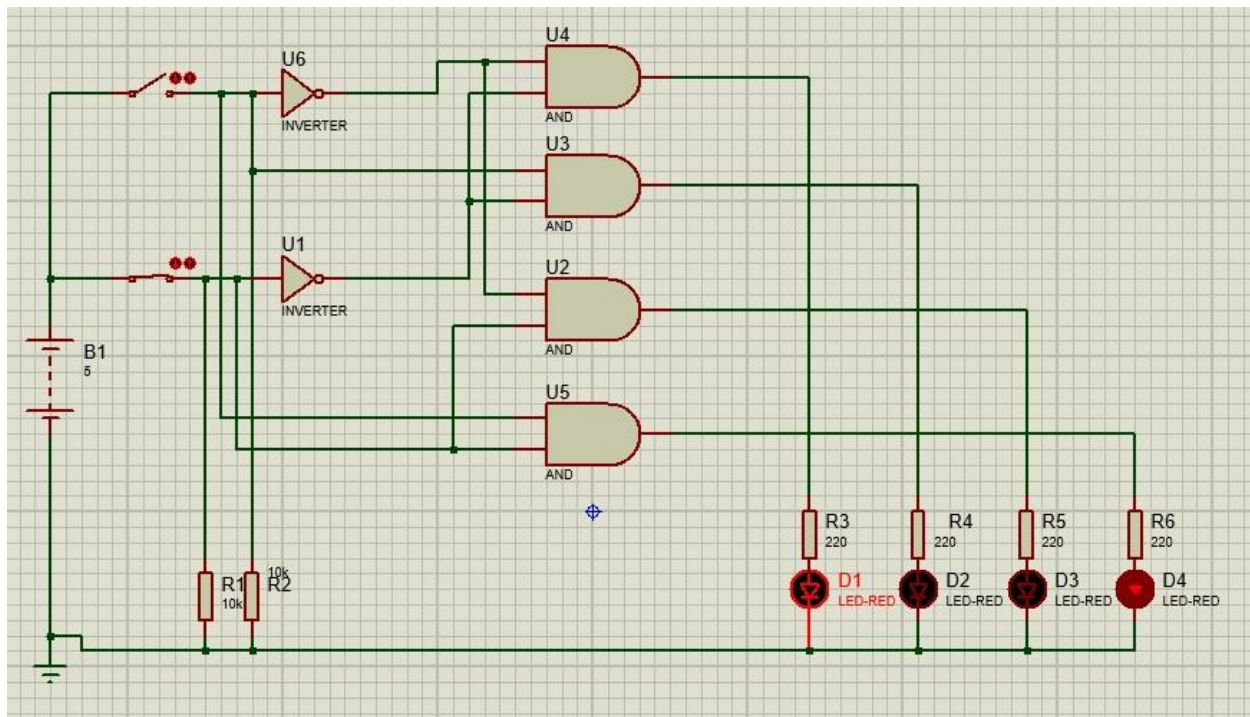 U4
AND
U6
INVERTER
U3
AND
U1
INVERTER
U2
AND
B1
5
U5
AND
R1
10k
R2
10k
R3
220
R4
220
R5
220
R6
220
D1
LED-RED
D2
LED-RED
D3
LED-RED
D4
LED-RED